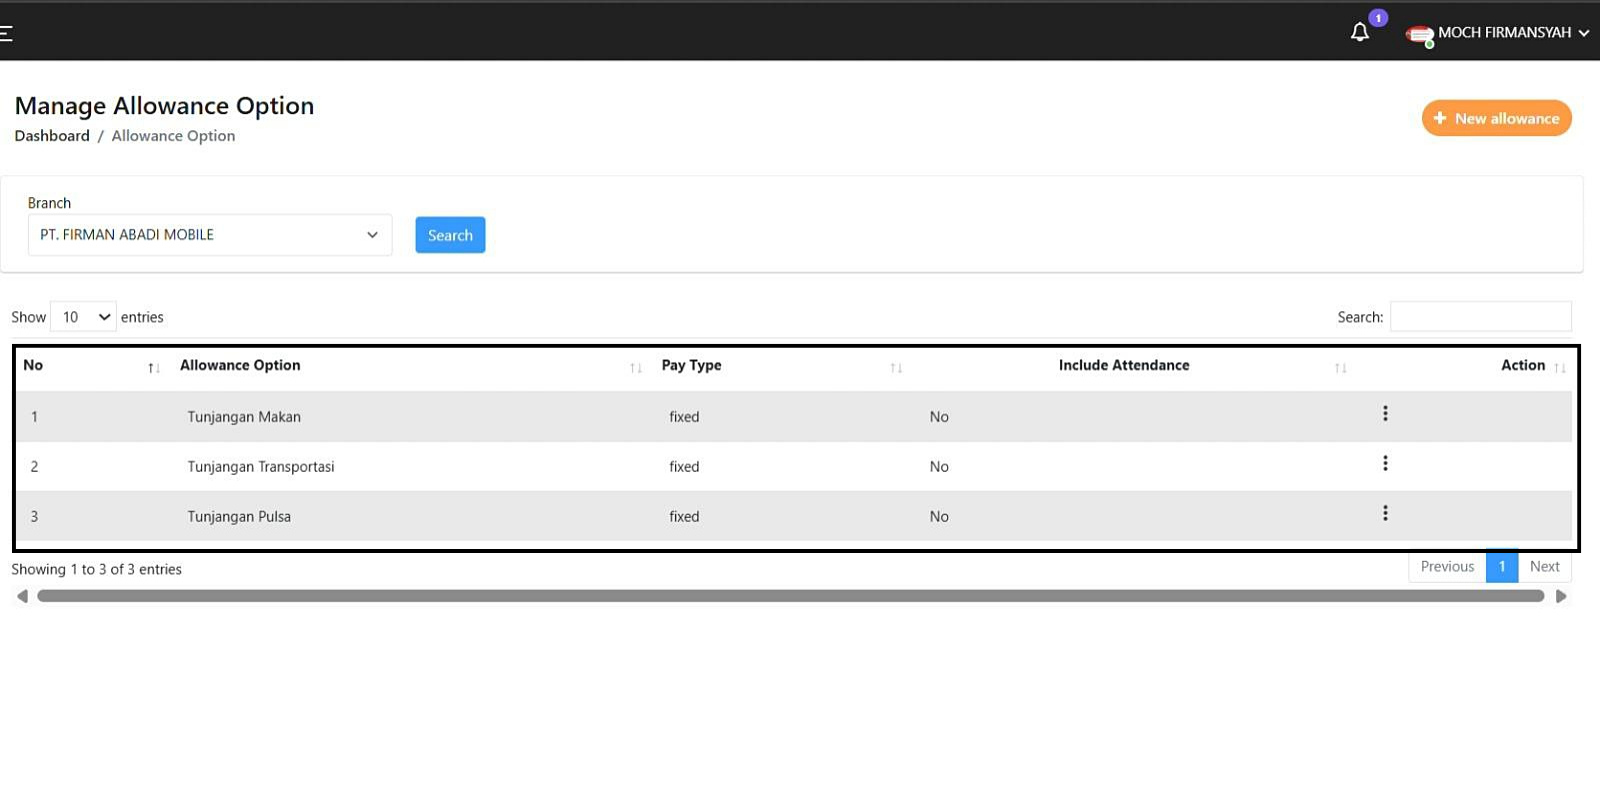 1
MOCH FIRMANSYAH
Manage Allowance Option
Dashboard / Allowance Option
+ New allowance
Branch
PT. FIRMAN ABADI MOBILE
Search
Show 10 entries
Search:
No Allowance Option Pay Type Include Attendance Action
1 Tunjangan Makan fixed No
2 Tunjangan Transportasi fixed No
3 Tunjangan Pulsa fixed No
Showing 1 to 3 of 3 entries
Previous 1 Next